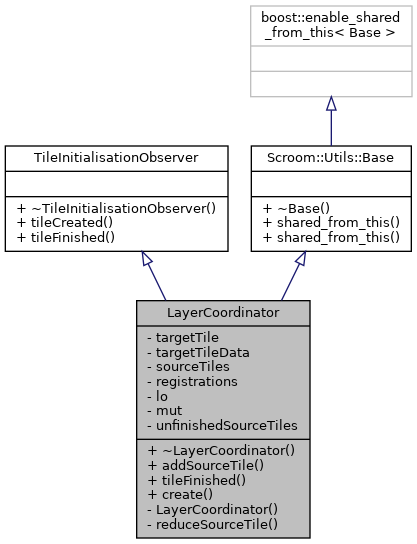 boost::enable_shared
_from_this< Base >
TileInitialisationObserver
+ ~TileInitialisationObserver()
+ tileCreated()
+ tileFinished()
Scroom::Utils::Base
+ ~Base()
+ shared_from_this()
+ shared_from_this()
LayerCoordinator
- targetTile
- targetTileData
- sourceTiles
- registrations
- lo
- mut
- unfinishedSourceTiles
+ ~LayerCoordinator()
+ addSourceTile()
+ tileFinished()
+ create()
- LayerCoordinator()
- reduceSourceTile()